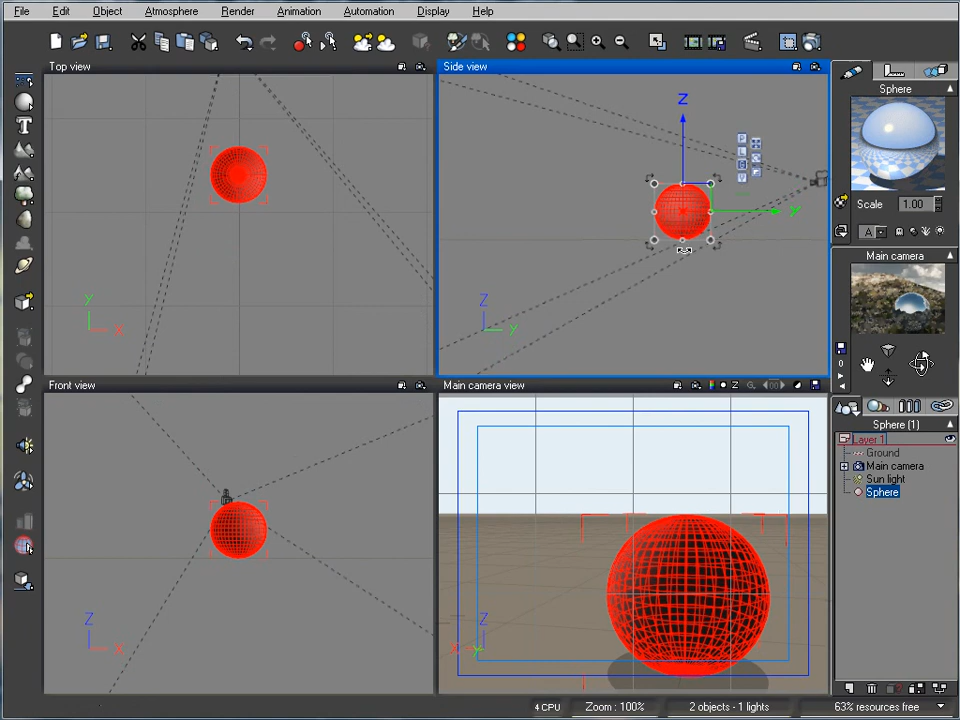 File Edit Object Atmosphere Render Animation Automation Display Help
Top view
Side view
Sphere
Z
P
L
G
V
Y
Scale 1.00
A
Main camera
Y
X
Z
Y
0
Front view
Main camera view
Z G. 00
Sphere (1)
Layer 1
Ground
Main camera
Sun light
Sphere
Z
X
Z
X Y
4 CPU Zoom : 100% 2 objects - 1 lights 63% resources free